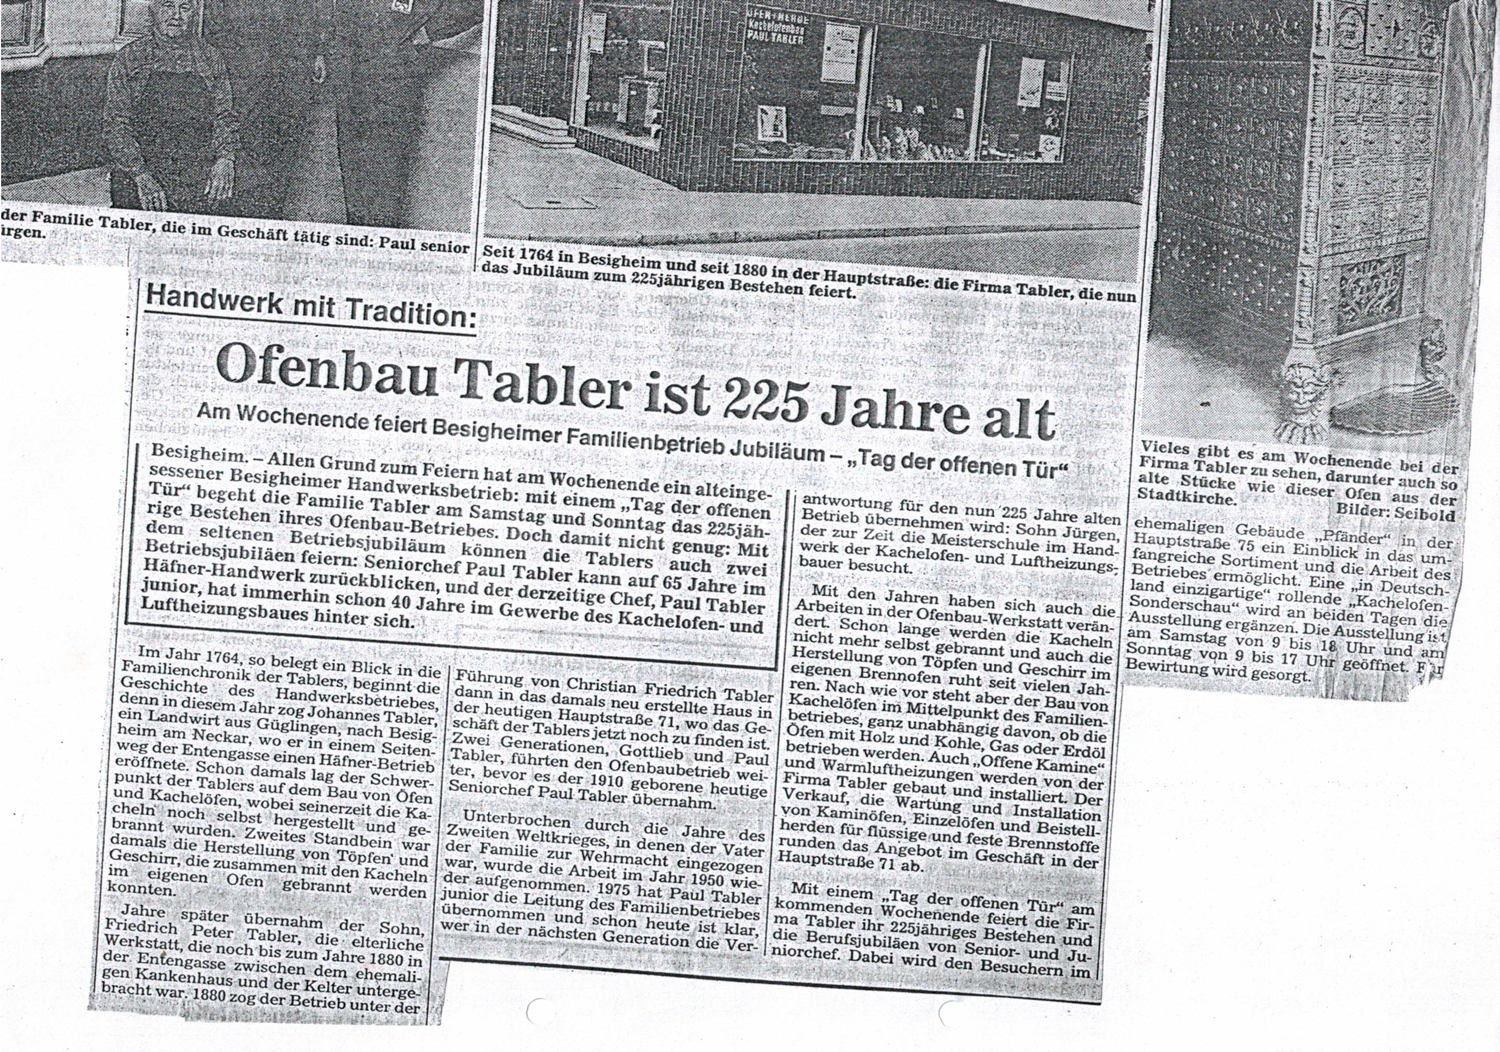 OFEN + HERDE
Kachelofenbau
PAUL TABLER
der Familie Tabler, die im Geschäft tätig sind: Paul senior
ürgen.
Seit 1764 in Besigheim und seit 1880 in der Hauptstraße: die Firma Tabler, die nun
das Jubiläum zum 225jährigen Bestehen feiert.
Handwerk mit Tradition:
Ofenbau Tabler ist 225 Jahre alt
Am Wochenende feiert Besigheimer Familienbetrieb Jubiläum – „Tag der offenen Tür“
Besigheim. – Allen Grund zum Feiern hat am Wochenende ein alteinge-
sessener Besigheimer Handwerksbetrieb: mit einem „Tag der offenen
Tür“ begeht die Familie Tabler am Samstag und Sonntag das 225jäh-
rige Bestehen ihres Ofenbau-Betriebes. Doch damit nicht genug: Mit
dem seltenen Betriebsjubiläum können die Tablers auch zwei
Betriebsjubiläen feiern: Seniorchef Paul Tabler kann auf 65 Jahre im
Häfner-Handwerk zurückblicken, und der derzeitige Chef, Paul Tabler
junior, hat immerhin schon 40 Jahre im Gewerbe des Kachelofen- und
Luftheizungsbaues hinter sich.
Im Jahr 1764, so belegt ein Blick in die
Familienchronik der Tablers, beginnt die
Geschichte des Handwerksbetriebes,
denn in diesem Jahr zog Johannes Tabler,
ein Landwirt aus Güglingen, nach Besig-
heim am Neckar, wo er in einem Seiten-
weg der Entengasse einen Häfner-Betrieb
eröffnete. Schon damals lag der Schwer-
punkt der Tablers auf dem Bau von Öfen
und Kachelöfen, wobei seinerzeit die Ka-
cheln noch selbst hergestellt und ge-
brannt wurden. Zweites Standbein war
damals die Herstellung von Töpfen und
Geschirr, die zusammen mit den Kacheln
im eigenen Ofen gebrannt werden
konnten.
Jahre später übernahm der Sohn,
Friedrich Peter Tabler, die elterliche
Werkstatt, die noch bis zum Jahre 1880 in
der Entengasse zwischen dem ehemali-
gen Kankenhaus und der Kelter unterge-
bracht war. 1880 zog der Betrieb unter der
Führung von Christian Friedrich Tabler
dann in das damals neu erstellte Haus in
der heutigen Hauptstraße 71, wo das Ge-
schäft der Tablers jetzt noch zu finden ist.
Zwei Generationen, Gottlieb und Paul
Tabler, führten den Ofenbaubetrieb wei-
ter, bevor es der 1910 geborene heutige
Seniorchef Paul Tabler übernahm.
Unterbrochen durch die Jahre des
Zweiten Weltkrieges, in denen der Vater
der Familie zur Wehrmacht eingezogen
war, wurde die Arbeit im Jahr 1950 wie-
der aufgenommen. 1975 hat Paul Tabler
junior die Leitung des Familienbetriebes
übernommen und schon heute ist klar,
wer in der nächsten Generation die Ver-
antwortung für den nun 225 Jahre alten
Betrieb übernehmen wird: Sohn Jürgen,
der zur Zeit die Meisterschule im Hand-
werk der Kachelofen- und Luftheizungs-
bauer besucht.
Mit den Jahren haben sich auch die
Arbeiten in der Ofenbau-Werkstatt verän-
dert. Schon lange werden die Kacheln
nicht mehr selbst gebrannt und auch die
Herstellung von Töpfen und Geschirr im
eigenen Brennofen ruht seit vielen Jah-
ren. Nach wie vor steht aber der Bau von
Kachelöfen im Mittelpunkt des Familien-
betriebes, ganz unabhängig davon, ob die
Öfen mit Holz und Kohle, Gas oder Erdöl
betrieben werden. Auch „Offene Kamine“
und Warmluftheizungen werden von der
Firma Tabler gebaut und installiert. Der
Verkauf, die Wartung und Installation
von Kaminöfen, Einzelöfen und Beistell-
herden für flüssige und feste Brennstoffe
runden das Angebot im Geschäft in der
Hauptstraße 71 ab.
Mit einem „Tag der offenen Tür“ am
kommenden Wochenende feiert die Fir-
ma Tabler ihr 225jähriges Bestehen und
die Berufsjubiläen von Senior- und Ju-
niorchef. Dabei wird den Besuchern im
Vieles gibt es am Wochenende bei der
Firma Tabler zu sehen, darunter auch so
alte Stücke wie dieser Ofen aus der
Stadtkirche. Bilder: Seibold
ehemaligen Gebäude „Pfänder“ in der
Hauptstraße 75 ein Einblick in das um-
fangreiche Sortiment und die Arbeit des
Betriebes ermöglicht. Eine „in Deutsch-
land einzigartige“ rollende „Kachelofen-
Sonderschau“ wird an beiden Tagen die
Ausstellung ergänzen. Die Ausstellung ist
am Samstag von 9 bis 18 Uhr und am
Sonntag von 9 bis 17 Uhr geöffnet. Für
Bewirtung wird gesorgt.